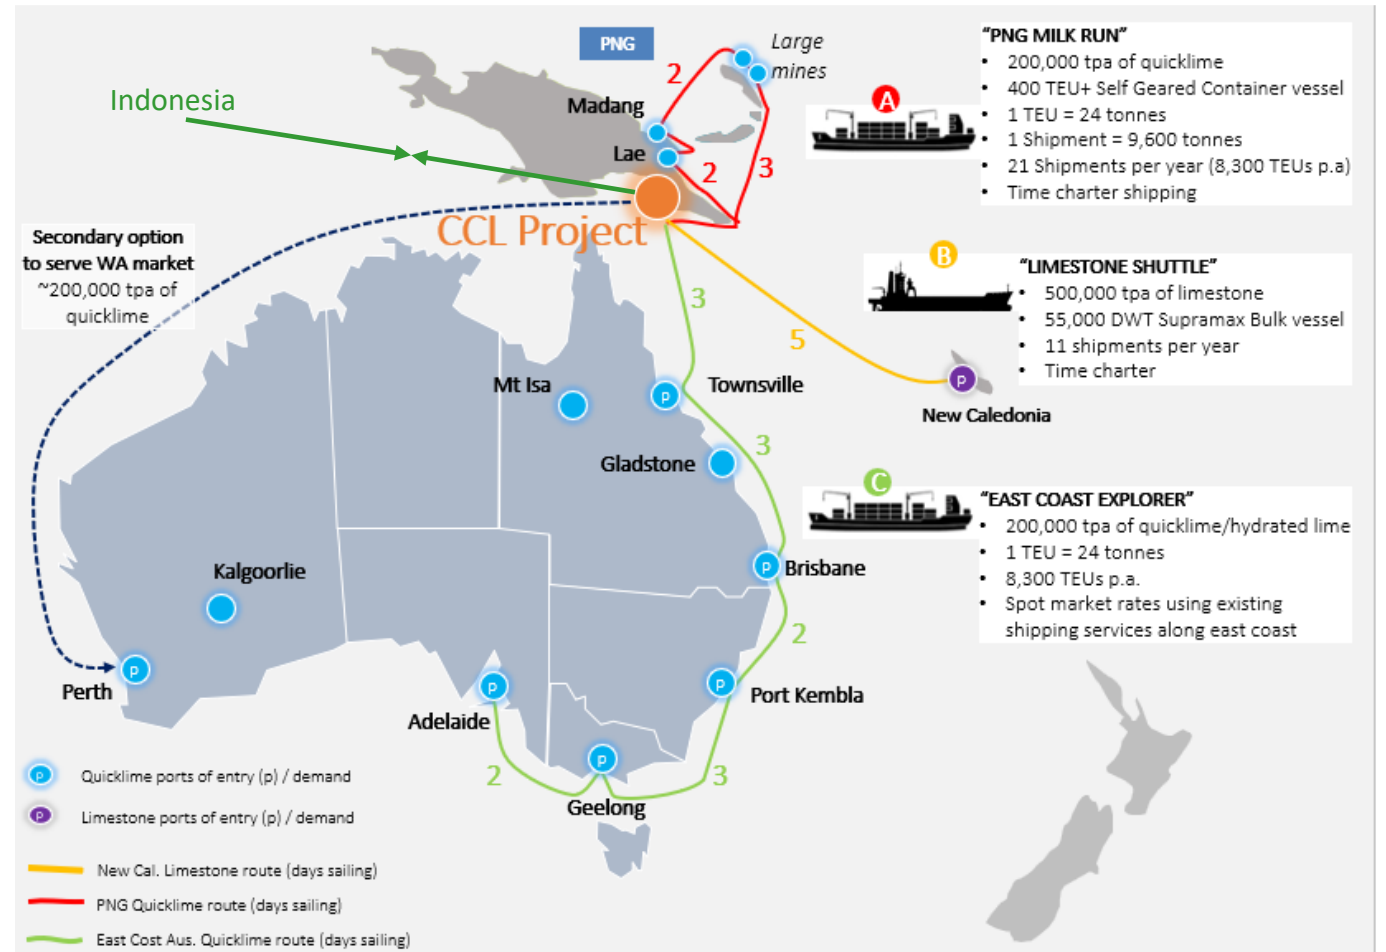 PNG
Large
mines
Indonesia
2
Madang
Lae
2
3
CCL Project
Secondary option
to serve WA market
~200,000 tpa of
quicklime
A
"PNG MILK RUN"
• 200,000 tpa of quicklime
• 400 TEU+ Self Geared Container vessel
• 1 TEU = 24 tonnes
• 1 Shipment = 9,600 tonnes
• 21 Shipments per year (8,300 TEUs p.a)
• Time charter shipping
B
"LIMESTONE SHUTTLE"
• 500,000 tpa of limestone
• 55,000 DWT Supramax Bulk vessel
• 11 shipments per year
• Time charter
3
5
p
New Caledonia
Mt Isa
p
Townsville
3
Gladstone
C
"EAST COAST EXPLORER"
• 200,000 tpa of quicklime/hydrated lime
• 1 TEU = 24 tonnes
• 8,300 TEUs p.a.
• Spot market rates using existing
shipping services along east coast
p
Brisbane
Kalgoorlie
2
p
Perth
p
Adelaide
p
Port Kembla
p
Geelong
2
3
p
Quicklime ports of entry (p) / demand
p
Limestone ports of entry (p) / demand
New Cal. Limestone route (days sailing)
PNG Quicklime route (days sailing)
East Cost Aus. Quicklime route (days sailing)